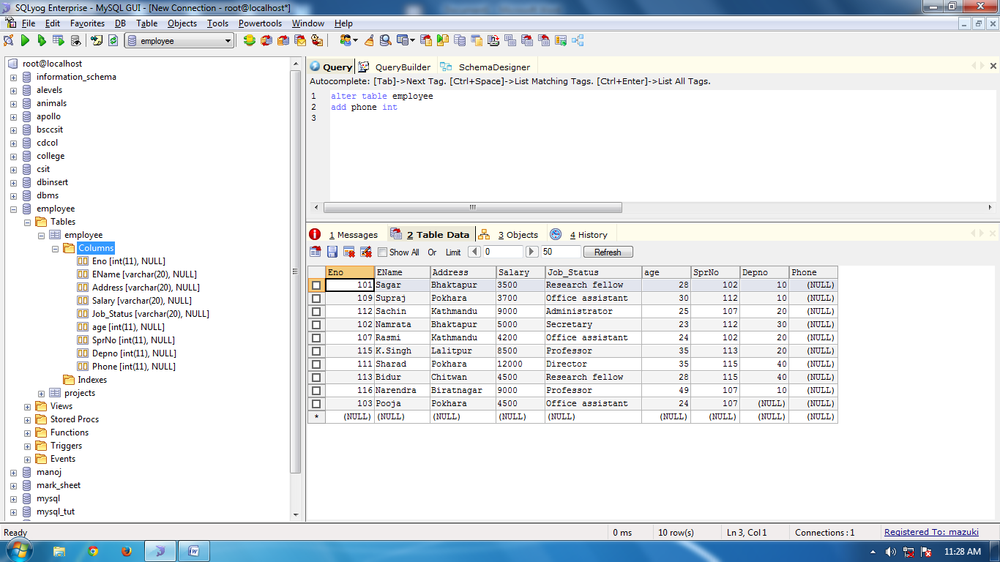 SQLyog Enterprise - MySQL GUI - [New Connection - root@localhost*]
File Edit Favorites DB Table Objects Tools Powertools Window Help
employee
root@localhost
information_schema
alevels
animals
apollo
bsccsit
cdcol
college
csit
dbinsert
dbms
employee
Tables
employee
Columns
Eno [int(11), NULL]
EName [varchar(20), NULL]
Address [varchar(20), NULL]
Salary [varchar(20), NULL]
Job_Status [varchar(20), NULL]
age [int(11), NULL]
SprNo [int(11), NULL]
Depno [int(11), NULL]
Phone [int(11), NULL]
Indexes
projects
Views
Stored Procs
Functions
Triggers
Events
manoj
mark_sheet
mysql
mysql_tut
Query QueryBuilder SchemaDesigner
Autocomplete: [Tab]->Next Tag. [Ctrl+Space]->List Matching Tags. [Ctrl+Enter]->List All Tags.
1 alter table employee
2 add phone int
3
1 Messages 2 Table Data 3 Objects 4 History
Show All Or Limit 0 50 Refresh
Eno EName Address Salary Job_Status age SprNo Depno Phone
101 Sagar Bhaktapur 3500 Research fellow 28 102 10 (NULL)
109 Supraj Pokhara 3700 Office assistant 30 112 10 (NULL)
112 Sachin Kathmandu 9000 Administrator 25 107 20 (NULL)
102 Namrata Bhaktapur 5000 Secretary 23 112 30 (NULL)
107 Rasmi Kathmandu 4200 Office assistant 24 102 20 (NULL)
115 K.Singh Lalitpur 8500 Professor 35 113 20 (NULL)
111 Sharad Pokhara 12000 Director 35 115 40 (NULL)
113 Bidur Chitwan 4500 Research fellow 28 115 40 (NULL)
116 Narendra Biratnagar 9000 Professor 49 107 10 (NULL)
103 Pooja Pokhara 4500 Office assistant 24 107 (NULL) (NULL)
* (NULL) (NULL) (NULL) (NULL) (NULL) (NULL) (NULL) (NULL) (NULL)
Ready 0 ms 10 row(s) Ln 3, Col 1 Connections : 1 Registered To: mazuki
11:28 AM